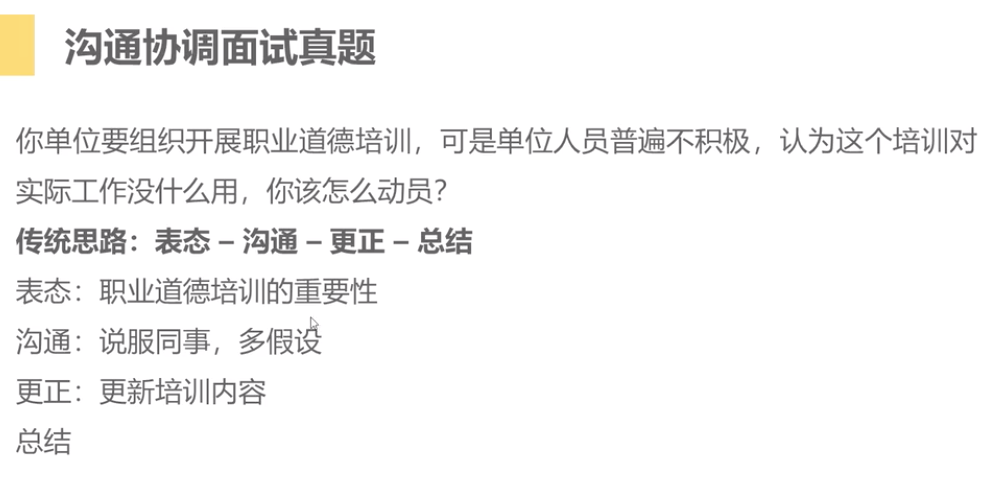 沟通协调面试真题
你单位要组织开展职业道德培训，可是单位人员普遍不积极，认为这个培训对
实际工作没什么用，你该怎么动员？
传统思路：表态 – 沟通 – 更正 – 总结
表态：职业道德培训的重要性
沟通：说服同事，多假设
更正：更新培训内容
总结